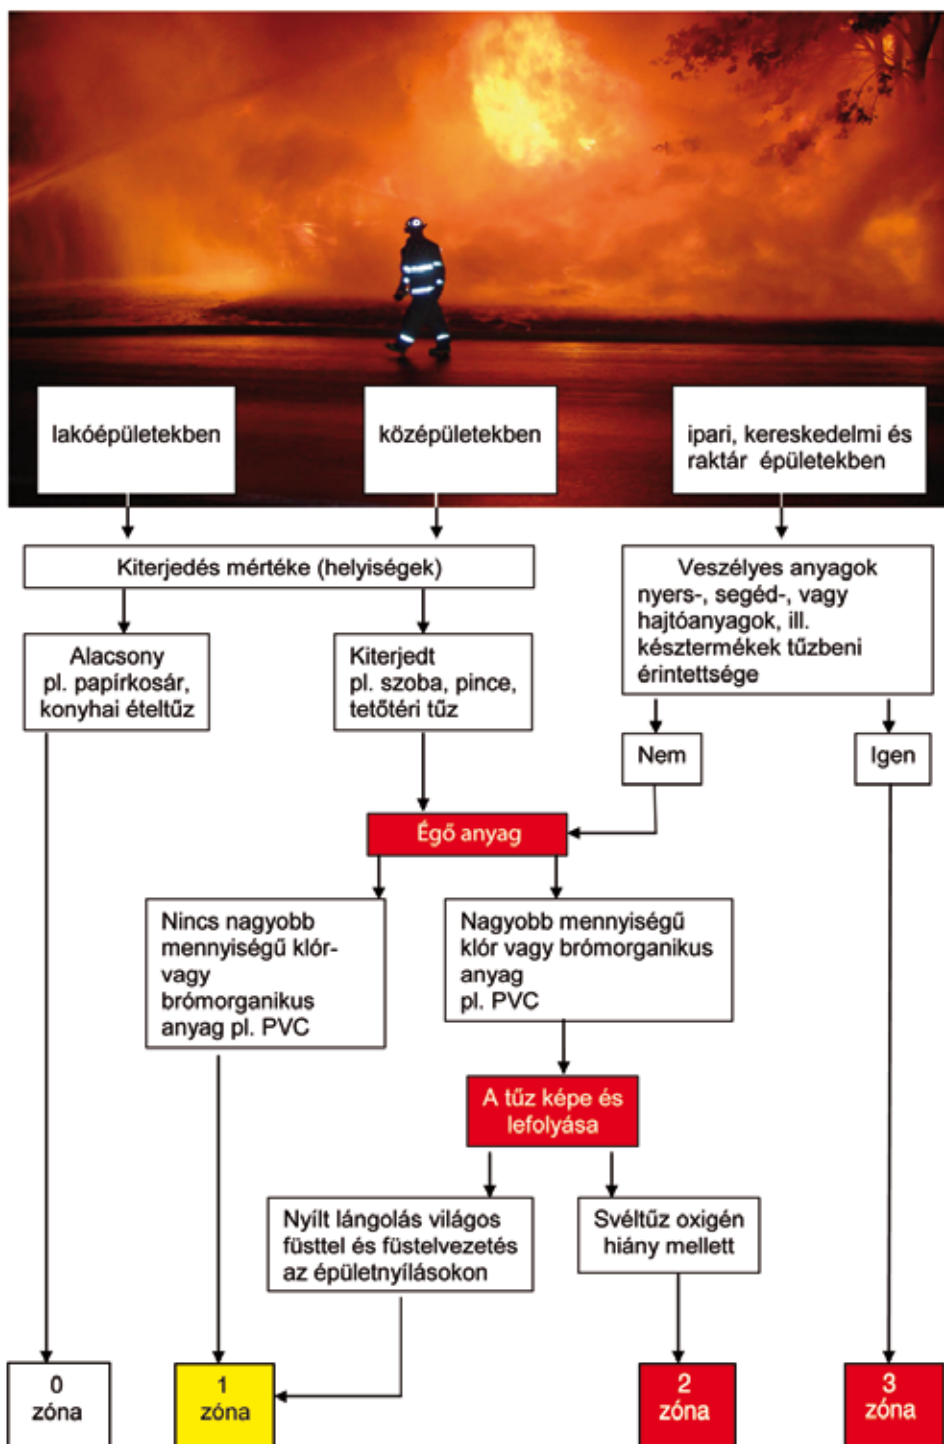 lakóépületekben
középületekben
ipari, kereskedelmi és
raktár épületekben
Kiterjedés mértéke (helyiségek)
Veszélyes anyagok
nyers-, segéd-, vagy
hajtóanyagok, ill.
késztermékek tűzbeni
érintettsége
Alacsony
pl. papírkosár,
konyhai ételtűz
Kiterjedt
pl. szoba, pince,
tetőtéri tűz
Nem
Igen
Égő anyag
Nincs nagyobb
mennyiségű klór-
vagy
brómorganikus
anyag pl. PVC
Nagyobb mennyiségű
klór vagy brómorganikus
anyag
pl. PVC
A tűz képe és
lefolyása
Nyílt lángolás világos
füsttel és füstelvezetés
az épületnyílásokon
Svéltűz oxigén
hiány mellett
0
zóna
1
zóna
2
zóna
3
zóna